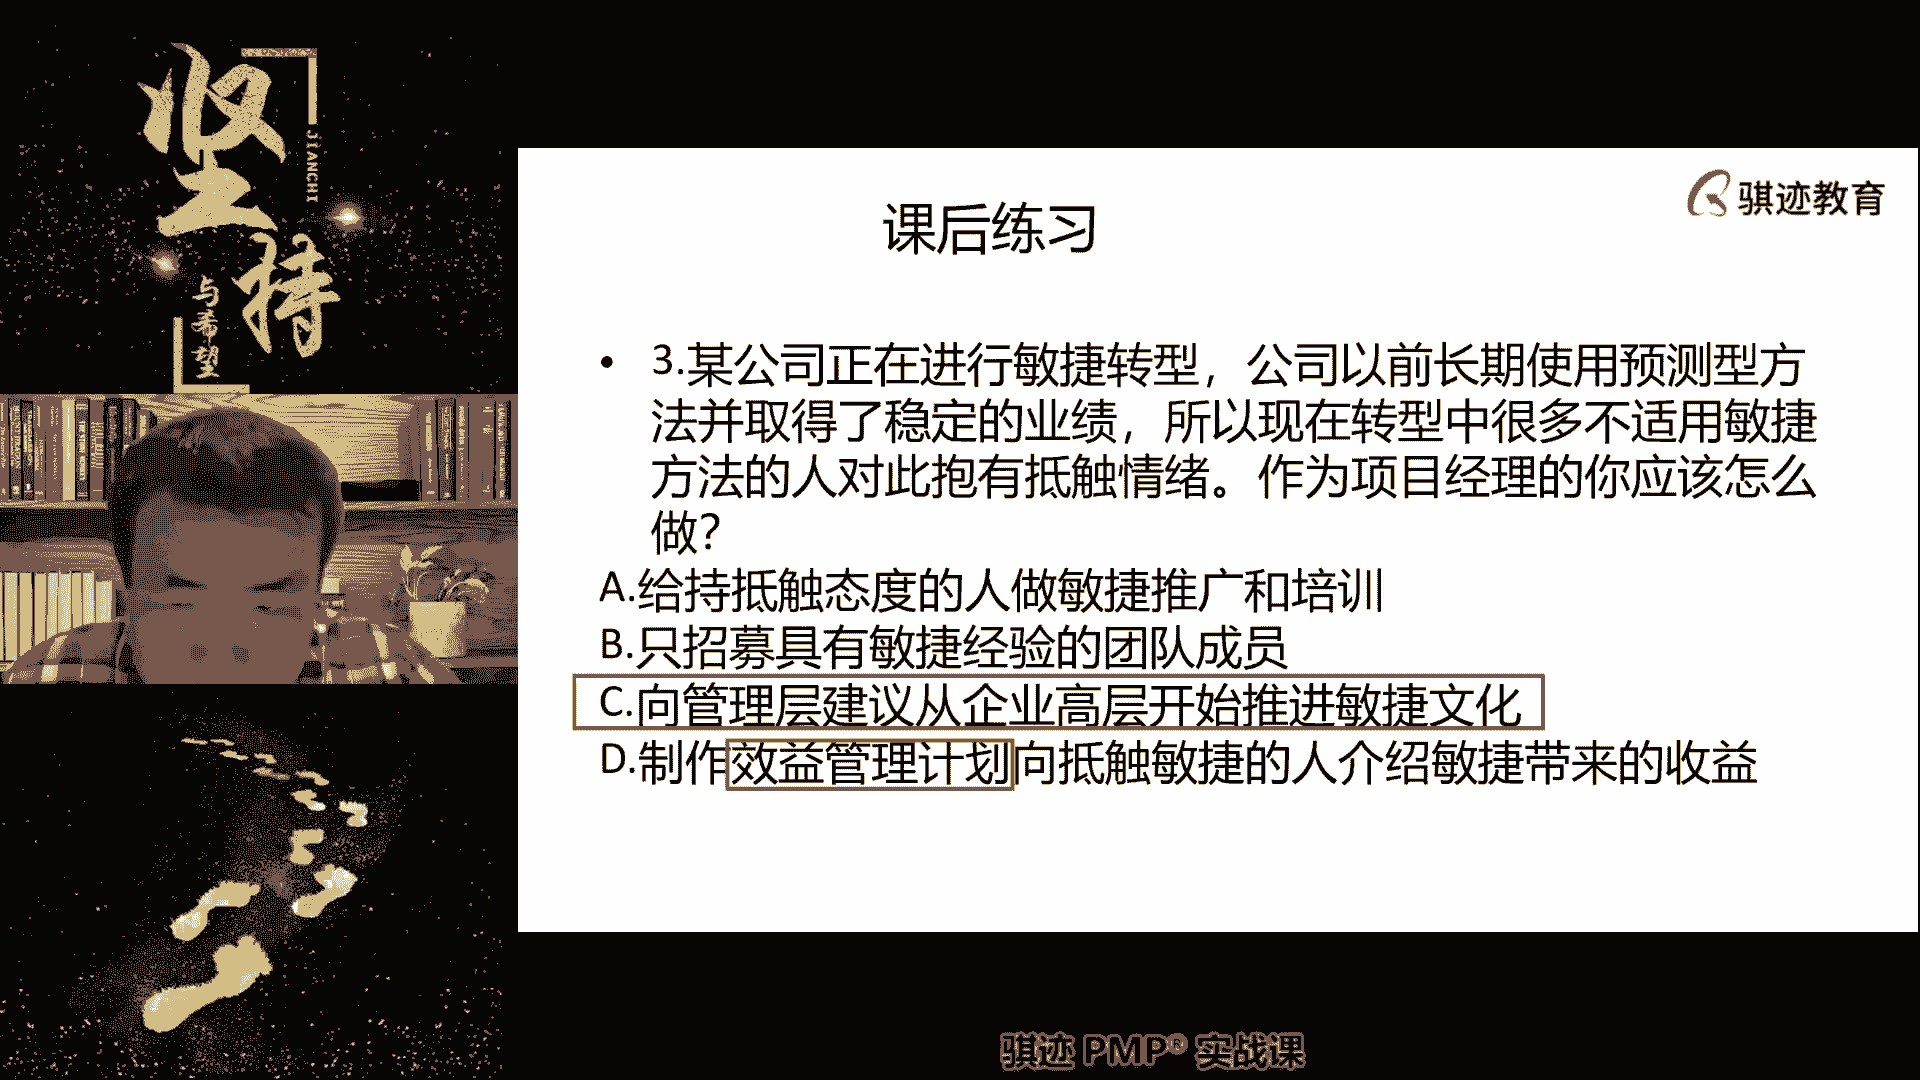 坚持
JIANCHI
与希望
骐迹教育
课后练习
• 3.某公司正在进行敏捷转型，公司以前长期使用预测型方
法并取得了稳定的业绩，所以现在转型中很多不适用敏捷
方法的人对此抱有抵触情绪。作为项目经理的你应该怎么
做？
A.给持抵触态度的人做敏捷推广和培训
B.只招募具有敏捷经验的团队成员
C.向管理层建议从企业高层开始推进敏捷文化
D.制作效益管理计划向抵触敏捷的人介绍敏捷带来的收益
骐迹 PMP® 实战课